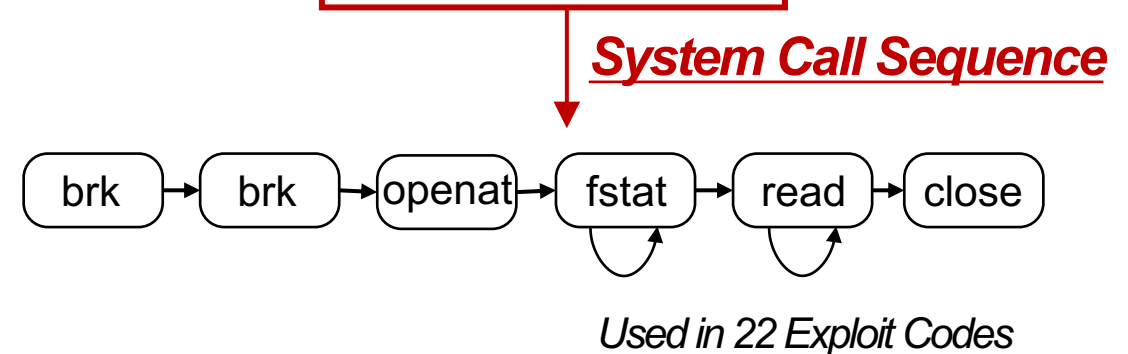 System Call Sequence
brk brk openat fstat read close
Used in 22 Exploit Codes